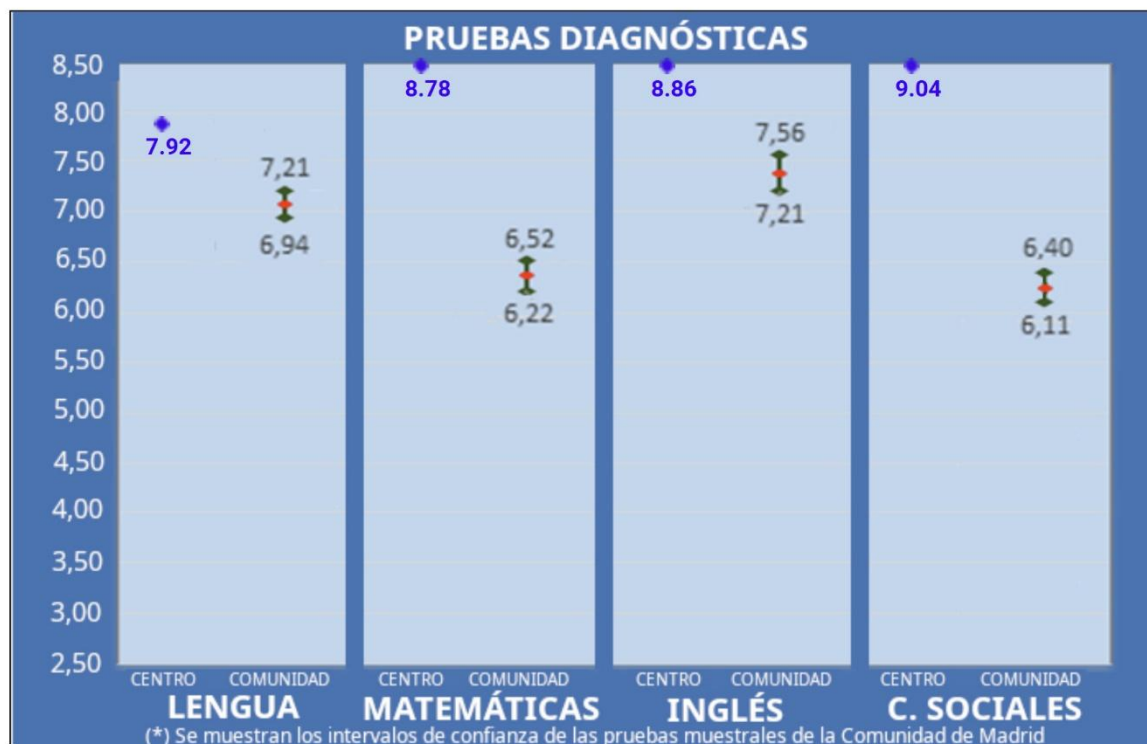 PRUEBAS DIAGNÓSTICAS
8,50
8,00
7,50
7,00
6,50
6,00
5,50
5,00
4,50
4,00
3,50
3,00
2,50
7.92
7,21
6,94
CENTRO COMUNIDAD
LENGUA
8.78
6,52
6,22
CENTRO COMUNIDAD
MATEMÁTICAS
8.86
7,56
7,21
CENTRO COMUNIDAD
INGLÉS
9.04
6,40
6,11
CENTRO COMUNIDAD
C. SOCIALES
(*) Se muestran los intervalos de confianza de las pruebas muestrales de la Comunidad de Madrid